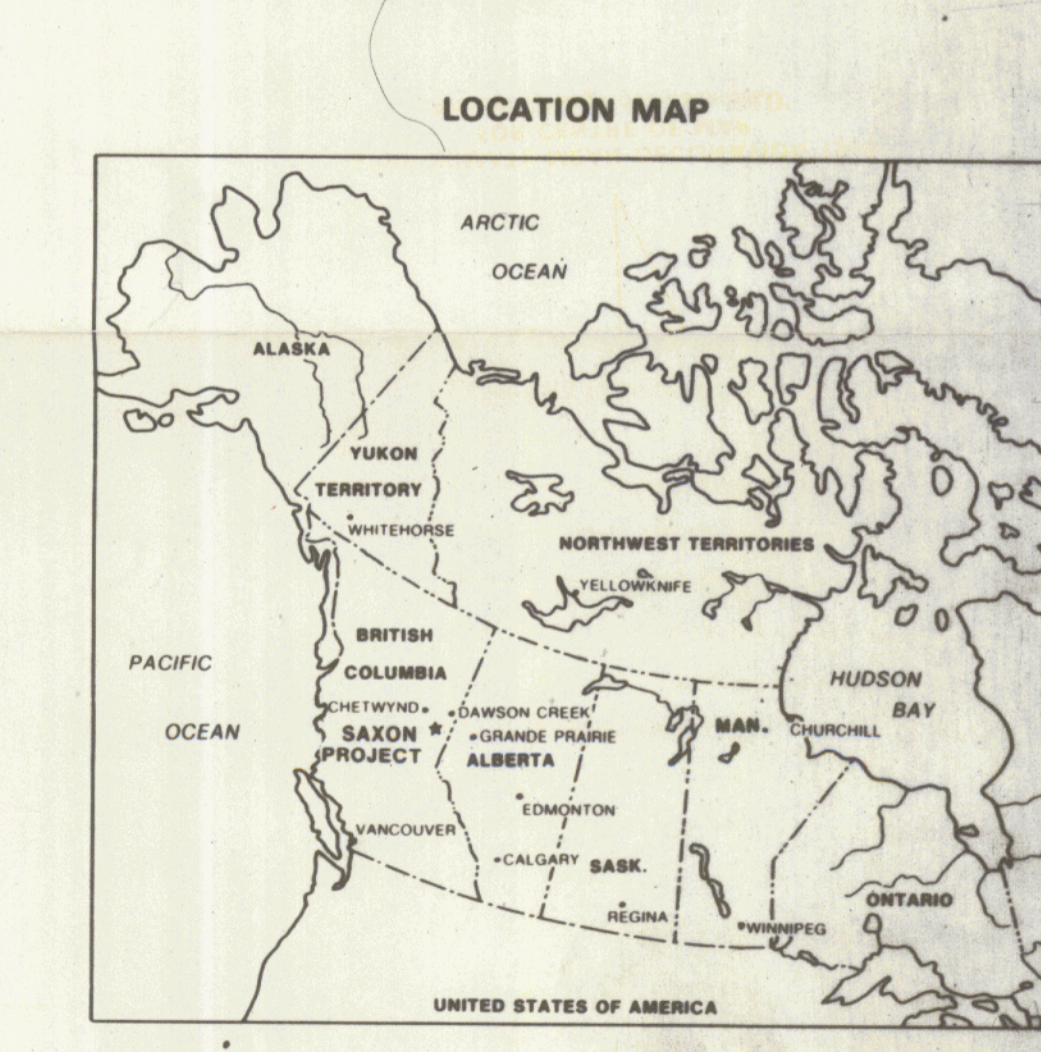 LOCATION MAP
ARCTIC
OCEAN
ALASKA
YUKON
TERRITORY
WHITEHORSE
NORTHWEST TERRITORIES
YELLOWKNIFE
BRITISH
COLUMBIA
PACIFIC
OCEAN
HUDSON
BAY
CHETWYND
DAWSON CREEK
SAXON
PROJECT
GRANDE PRAIRIE
ALBERTA
MAN.
CHURCHILL
EDMONTON
VANCOUVER
CALGARY
SASK.
REGINA
WINNIPEG
ONTARIO
UNITED STATES OF AMERICA